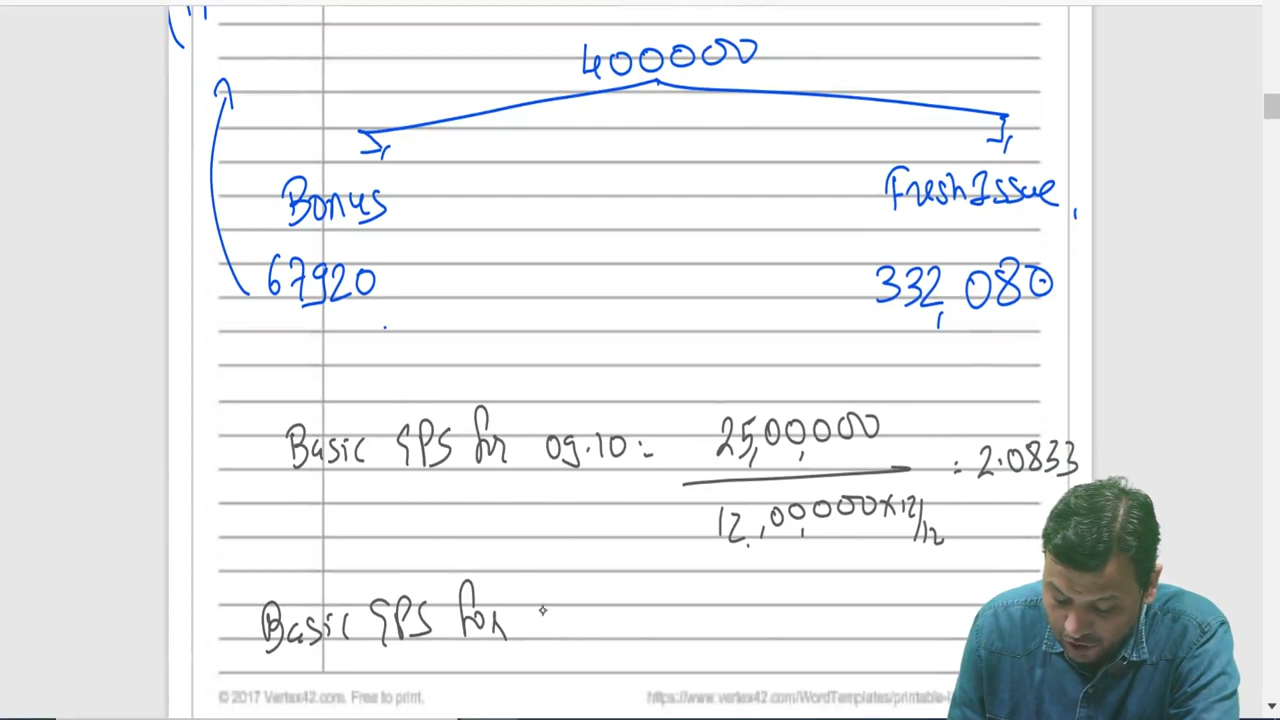 400000
Bonus Fresh Issue
67920 332,080
Basic EPS for 09.10 = 25,00,000 = 2.0833
12,00,000 x 12/12
Basic EPS for
© 2017 Vertex42.com. Free to print. https://www.vertex42.com/WordTemplates/printable-